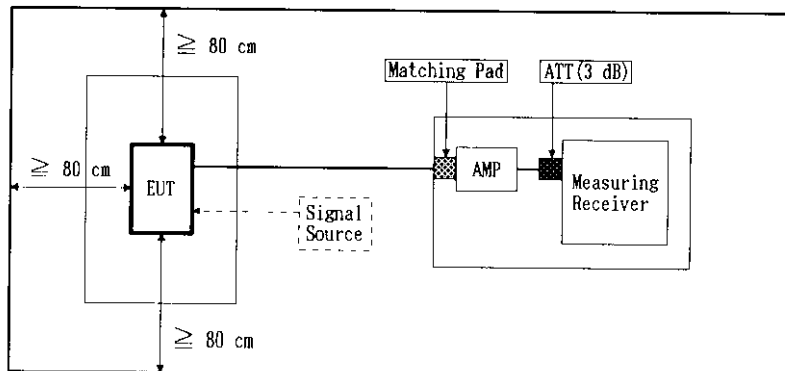 ≧ 80 cm
Matching Pad
ATT(3 dB)
≧ 80 cm
EUT
AMP
Measuring
Receiver
Signal
Source
≧ 80 cm